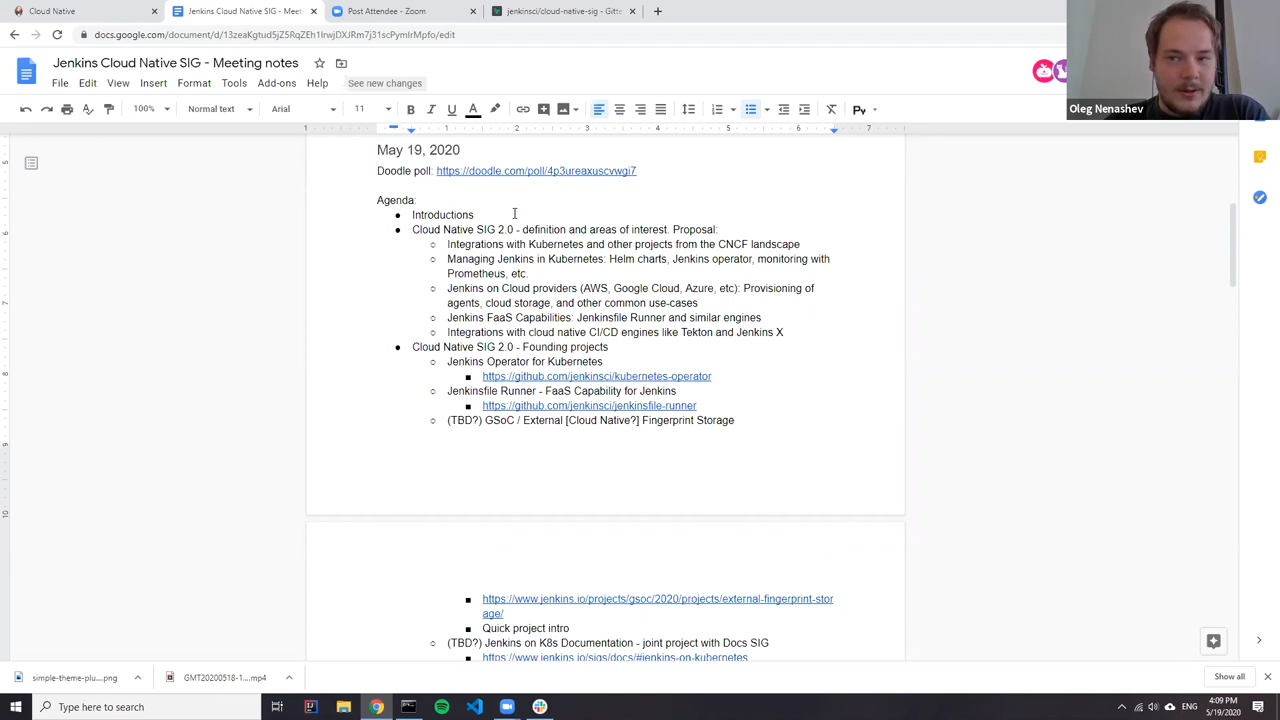 Cloud Native
Jenkins Cloud Native SIG - Meet
Post Attendee - Zoom
jenkinsci/cloud-native-sig - Gitte
docs.google.com/document/d/13zeaKgtud5jZ5RqZEh1IrwjDXJRm7j31scPymIrMpfo/edit
Jenkins Cloud Native SIG - Meeting notes
File Edit View Insert Format Tools Add-ons Help See new changes
100% Normal text Arial 11
Oleg Nenashev
May 19, 2020
Doodle poll: https://doodle.com/poll/4p3ureaxuscvwgi7
Agenda:
Introductions
Cloud Native SIG 2.0 - definition and areas of interest. Proposal:
Integrations with Kubernetes and other projects from the CNCF landscape
Managing Jenkins in Kubernetes: Helm charts, Jenkins operator, monitoring with
Prometheus, etc.
Jenkins on Cloud providers (AWS, Google Cloud, Azure, etc): Provisioning of
agents, cloud storage, and other common use-cases
Jenkins FaaS Capabilities: Jenkinsfile Runner and similar engines
Integrations with cloud native CI/CD engines like Tekton and Jenkins X
Cloud Native SIG 2.0 - Founding projects
Jenkins Operator for Kubernetes
https://github.com/jenkinsci/kubernetes-operator
Jenkinsfile Runner - FaaS Capability for Jenkins
https://github.com/jenkinsci/jenkinsfile-runner
(TBD?) GSoC / External [Cloud Native?] Fingerprint Storage
https://www.jenkins.io/projects/gsoc/2020/projects/external-fingerprint-stor
age/
Quick project intro
(TBD?) Jenkins on K8s Documentation - joint project with Docs SIG
https://www.jenkins.io/sigs/docs/#jenkins-on-kubernetes
simple-theme-plu....png
GMT20200518-1....mp4
Show all
Type here to search
ENG
4:09 PM
5/19/2020